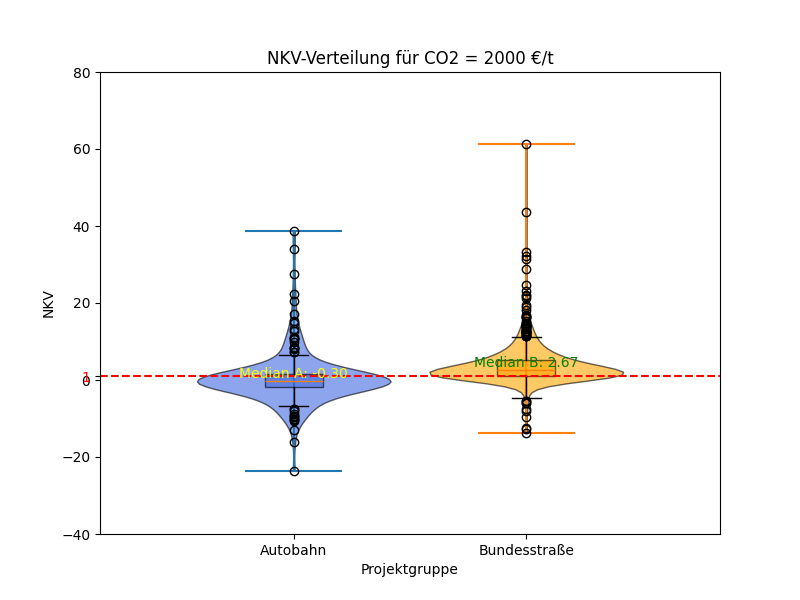 NKV-Verteilung für CO2 = 2000 €/t
80
60
40
20
Median B: 2.67
Median A: -0.30
1
0
−20
−40
NKV
Autobahn
Bundesstraße
Projektgruppe